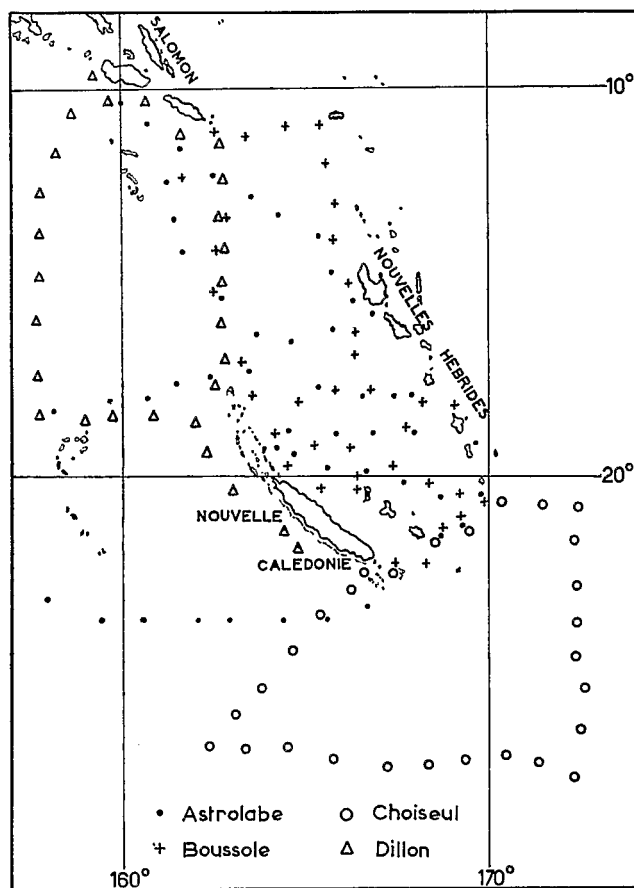 SALOMON
10°
NOUVELLES
HEBRIDES
20°
NOUVELLE
CALEDONIE
Astrolabe
Choiseul
Boussole
Dillon
160°
170°